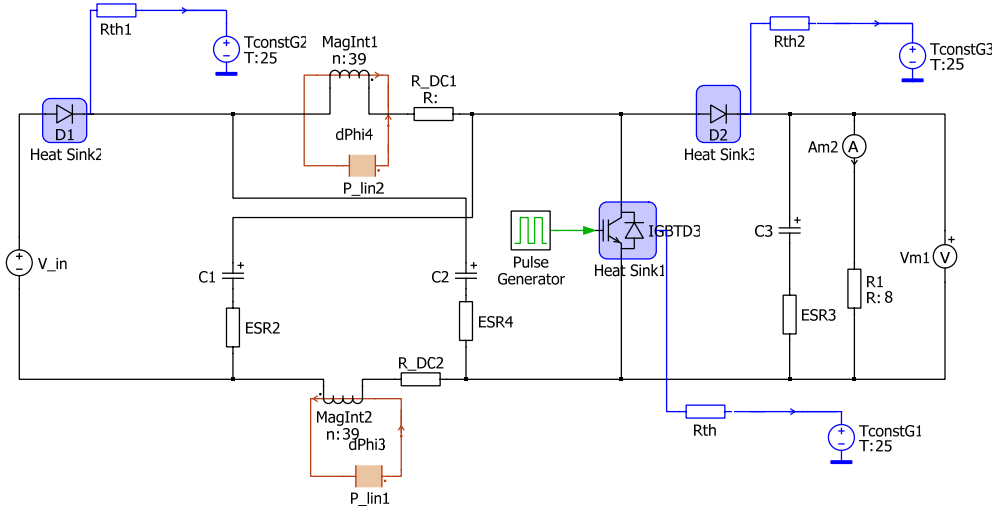 Rth1
TconstG2
T:25
MagInt1
n:39
R_DC1
R:
Rth2
TconstG3
T:25
D1
Heat Sink2
dPhi4
P_lin2
D2
Heat Sink3
Am2
A
V_in
C1
ESR2
C2
ESR4
Pulse
Generator
IGBTD3
Heat Sink1
C3
ESR3
R1
R: 8
Vm1
V
R_DC2
MagInt2
n:39
dPhi3
P_lin1
Rth
TconstG1
T:25